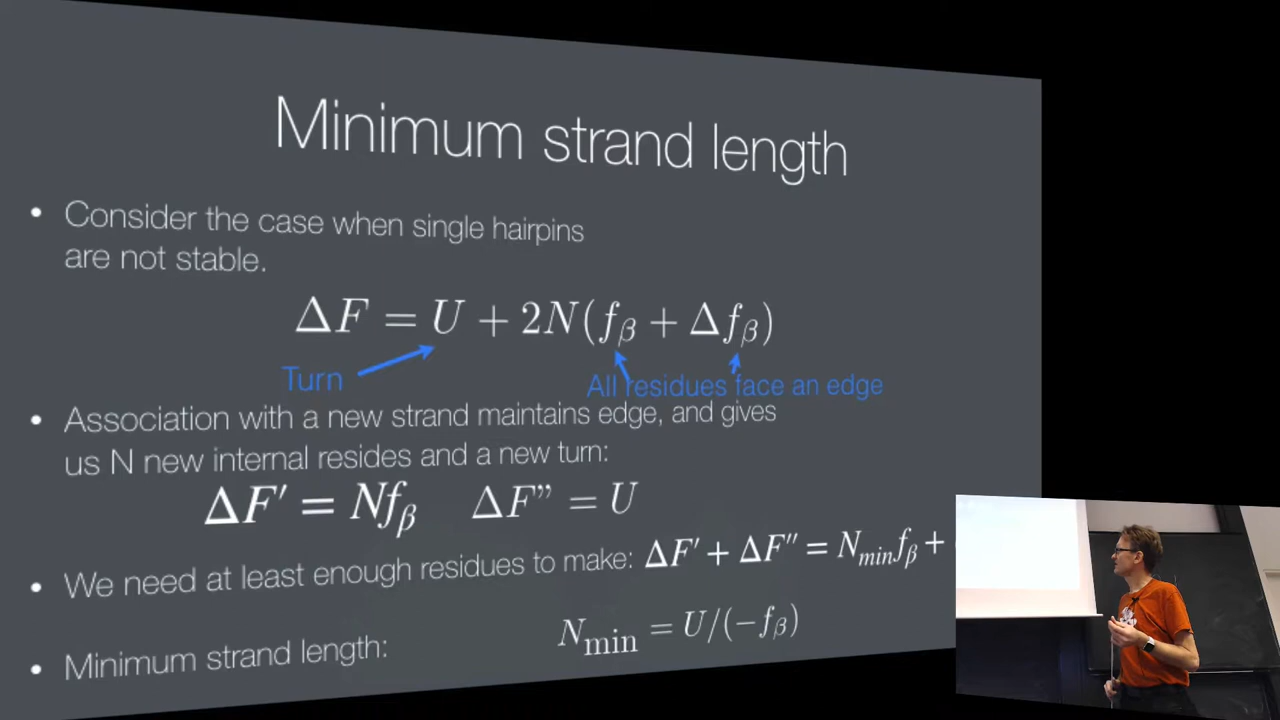 Minimum strand length
• Consider the case when single hairpins
are not stable.
ΔF = U + 2N(f_β + Δf_β)
Turn
All residues face an edge
• Association with a new strand maintains edge, and gives
us N new internal resides and a new turn:
ΔF′ = Nf_β ΔF” = U
• We need at least enough residues to make: ΔF′ + ΔF″ = N_min f_β +
• Minimum strand length: N_min = U/(−f_β)